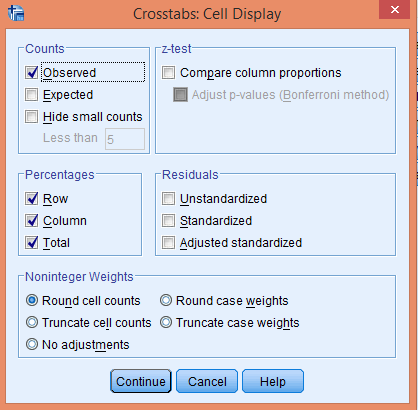 Crosstabs: Cell Display
Counts
Observed
Expected
Hide small counts
Less than 5
z-test
Compare column proportions
Adjust p-values (Bonferroni method)
Percentages
Row
Column
Total
Residuals
Unstandardized
Standardized
Adjusted standardized
Noninteger Weights
Round cell counts Round case weights
Truncate cell counts Truncate case weights
No adjustments
Continue Cancel Help